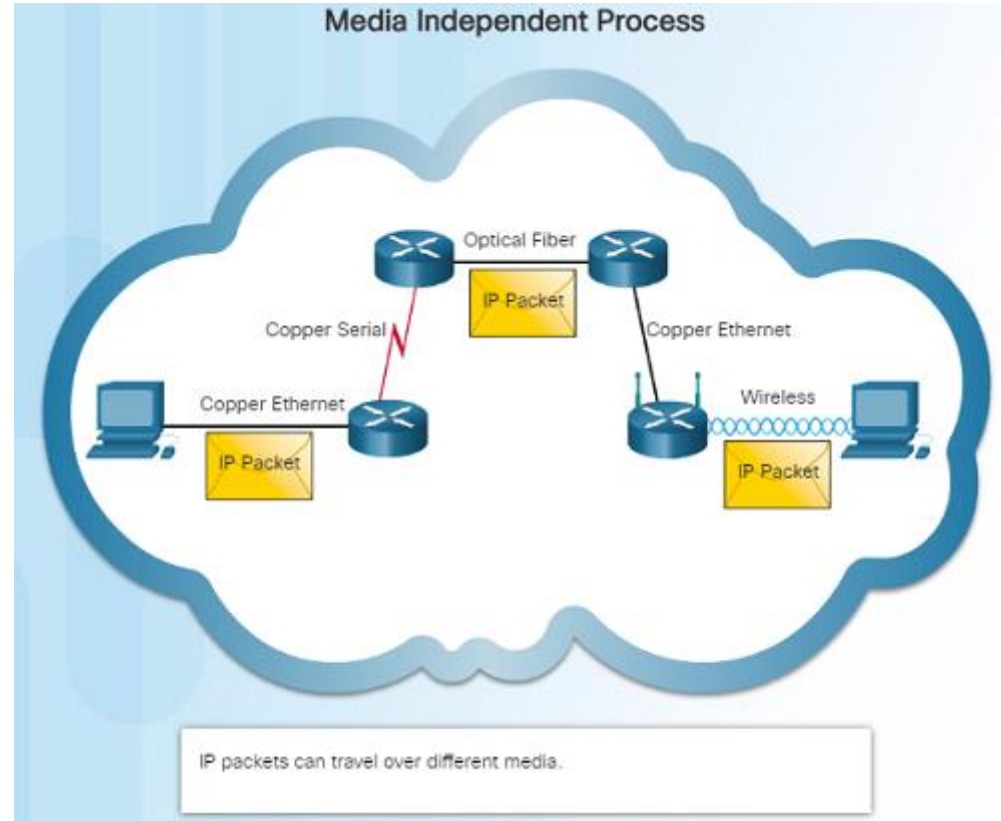 Media Independent Process
Optical Fiber
IP Packet
Copper Serial
Copper Ethernet
Copper Ethernet
Wireless
IP Packet
IP Packet
IP packets can travel over different media.